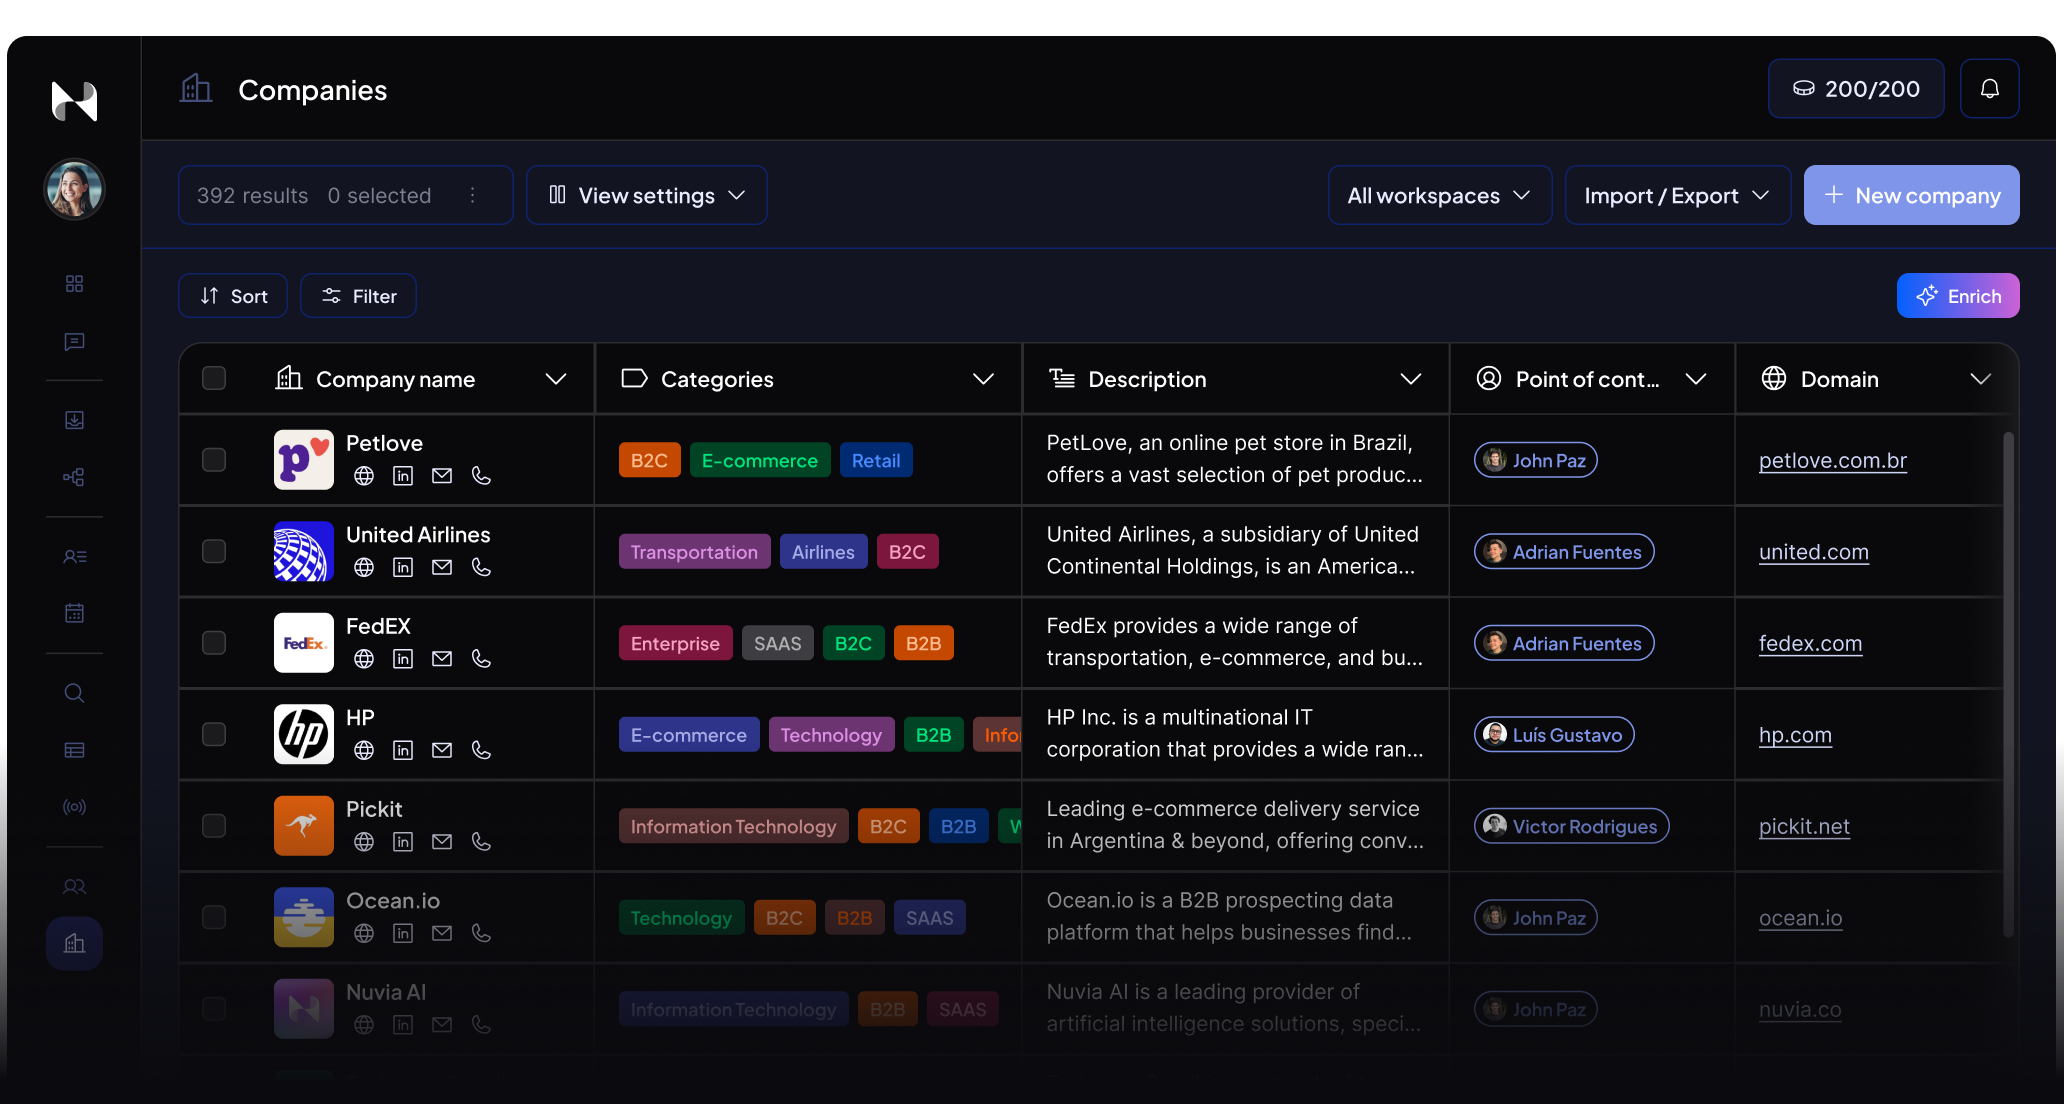 Companies
200/200
392 results 0 selected
View settings
All workspaces
Import / Export
+ New company
Sort
Filter
Enrich
Company name
Categories
Description
Point of cont...
Domain
Petlove
B2C E-commerce Retail
PetLove, an online pet store in Brazil,
offers a vast selection of pet produc...
John Paz
petlove.com.br
United Airlines
Transportation Airlines B2C
United Airlines, a subsidiary of United
Continental Holdings, is an America...
Adrian Fuentes
united.com
FedEx
FedEX
Enterprise SAAS B2C B2B
FedEx provides a wide range of
transportation, e-commerce, and bu...
Adrian Fuentes
fedex.com
hp
HP
E-commerce Technology B2B Info
HP Inc. is a multinational IT
corporation that provides a wide ran...
Luís Gustavo
hp.com
Pickit
Information Technology B2C B2B
Leading e-commerce delivery service
in Argentina & beyond, offering conv...
Victor Rodrigues
pickit.net
Ocean.io
Technology B2C B2B SAAS
Ocean.io is a B2B prospecting data
platform that helps businesses find...
John Paz
ocean.io
Nuvia AI
Information Technology B2B SAAS
Nuvia AI is a leading provider of
artificial intelligence solutions, speci...
John Paz
nuvia.co